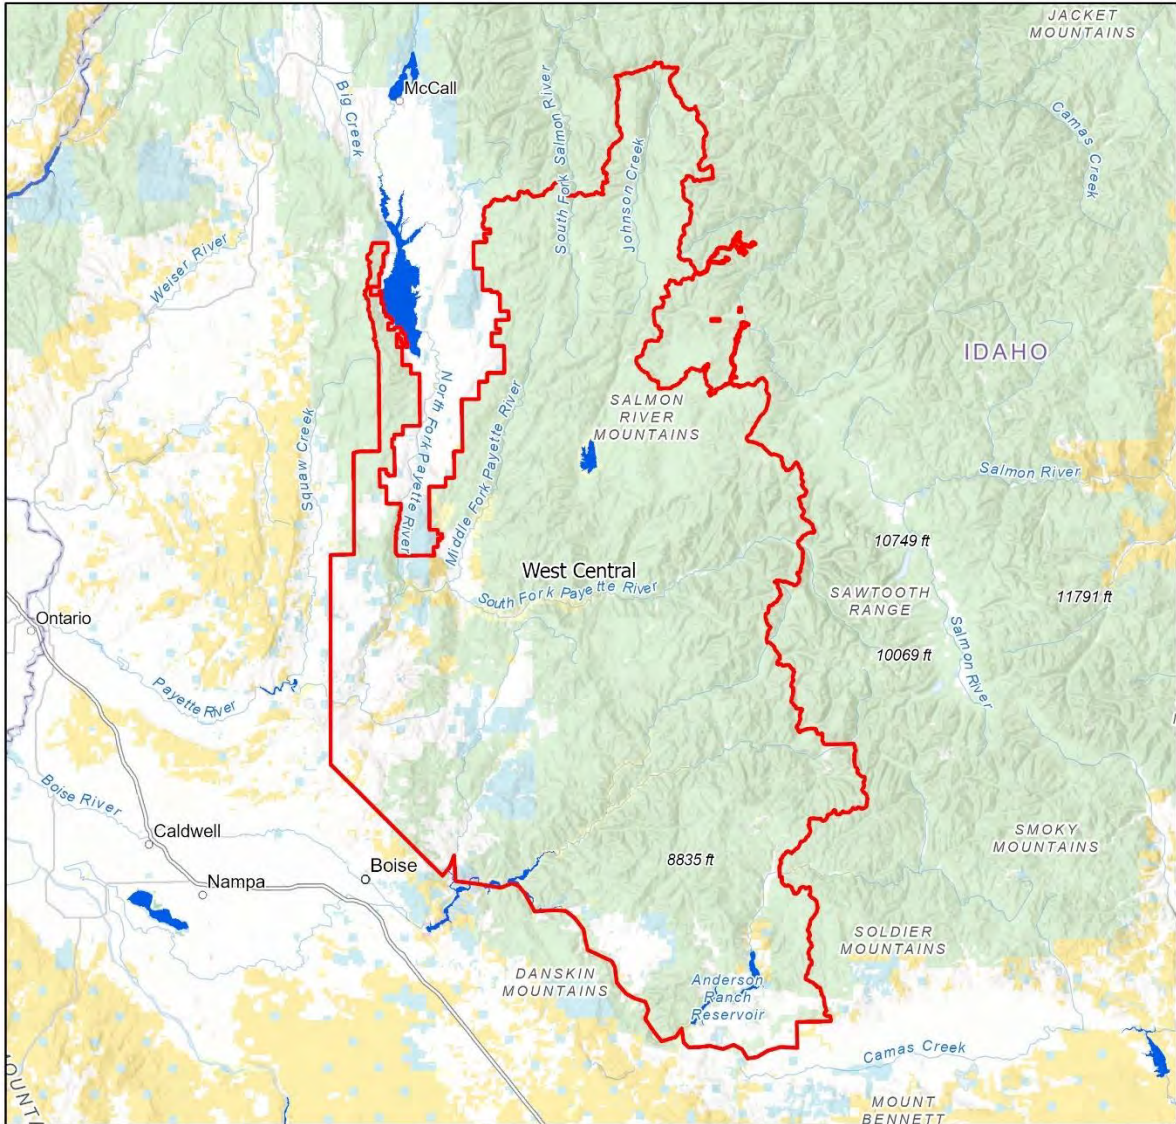 JACKET
MOUNTAINS
McCall
Big Creek
South Fork Salmon River
Johnson Creek
Camas Creek
Weiser River
IDAHO
SALMON
RIVER
MOUNTAINS
North Fork Payette River
Middle Fork Payette River
Squaw Creek
Salmon River
10749 ft
West Central
South Fork Payette River
SAWTOOTH
RANGE
11791 ft
Ontario
10069 ft
Salmon River
Payette River
Boise River
Caldwell
SMOKY
MOUNTAINS
8835 ft
Boise
Nampa
SOLDIER
MOUNTAINS
DANSKIN
MOUNTAINS
Anderson
Ranch
Reservoir
Camas Creek
MOUNT
BENNETT